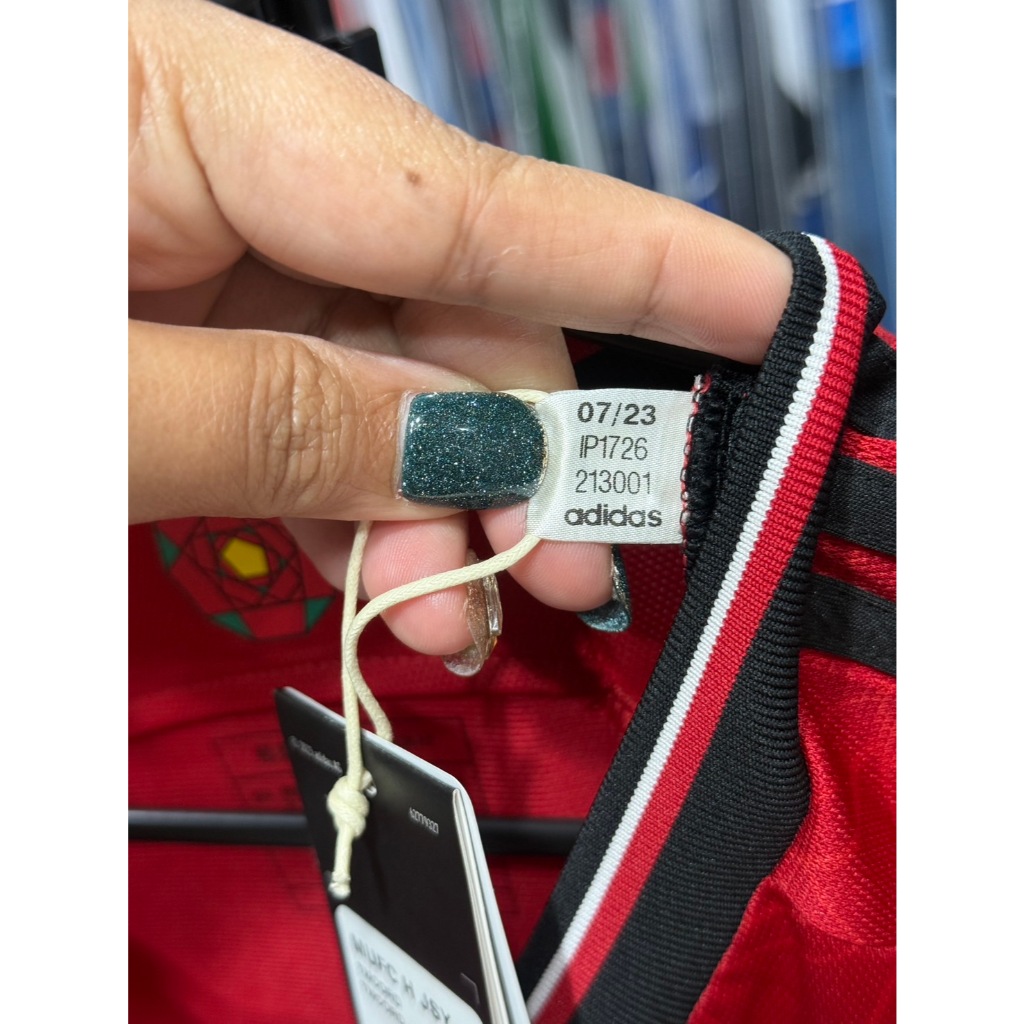 07/23
IP1726
213001
adidas
MUFC H JSY